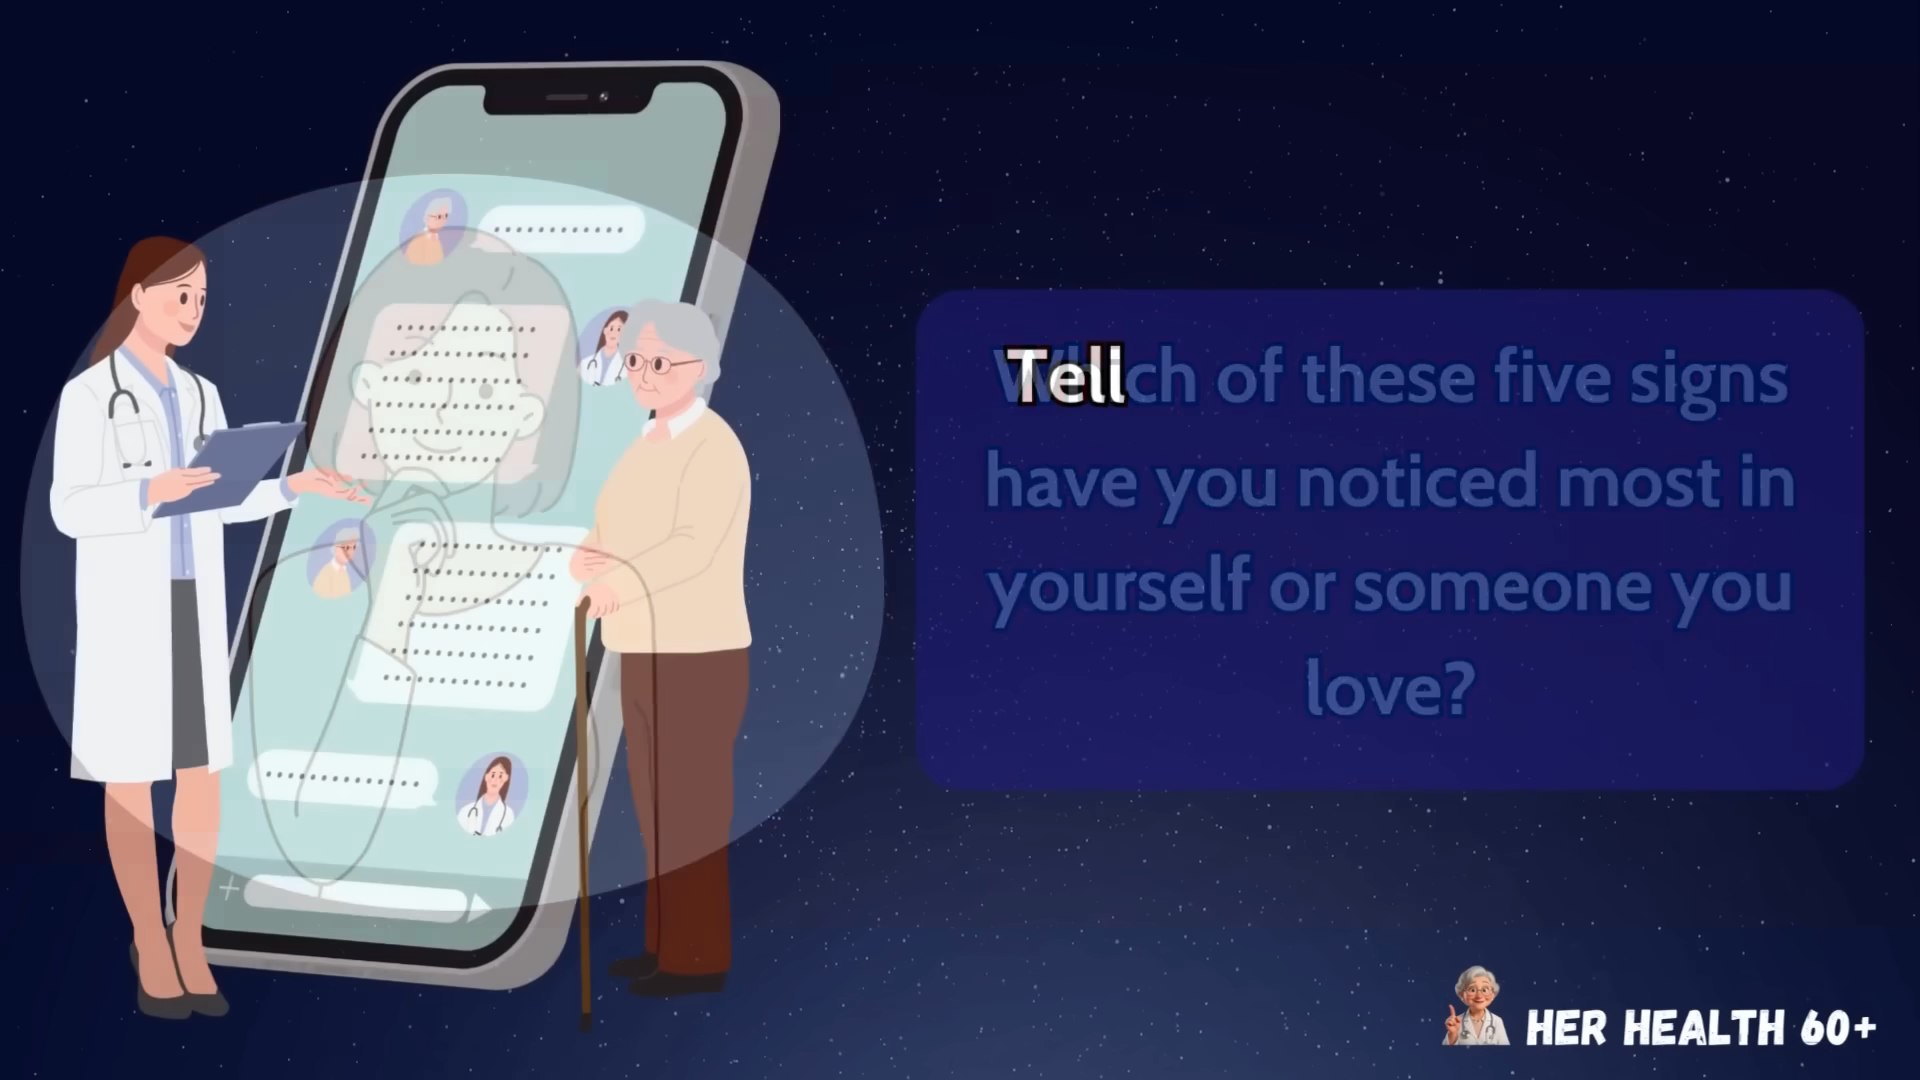 Tell
Which of these five signs
have you noticed most in
yourself or someone you
love?
HER HEALTH 60+